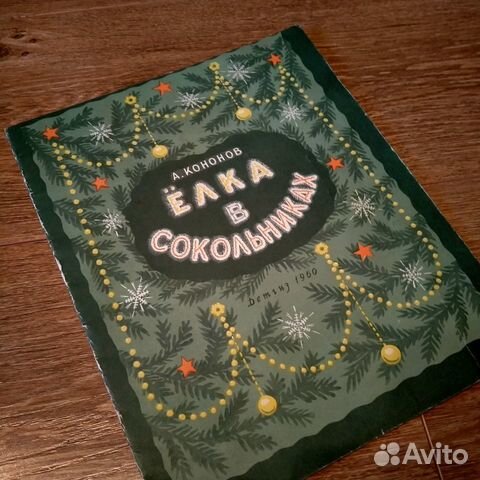 А. КОНОНОВ
ЁЛКА
В
СОКОЛЬНИКАХ
Детгиз 1960
Avito